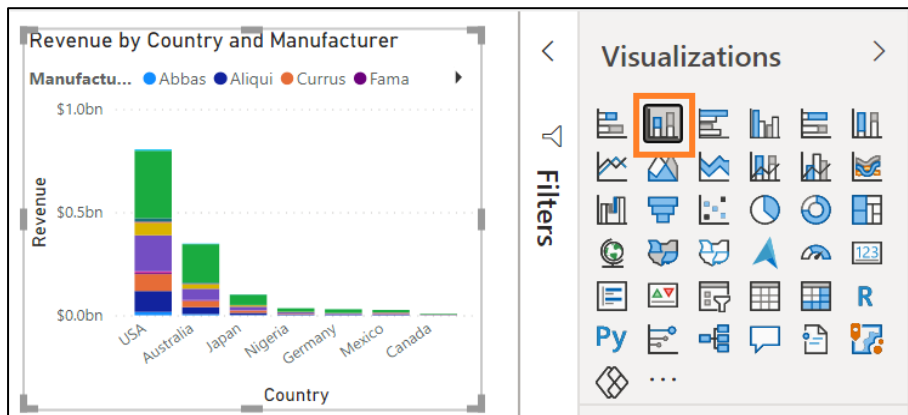 Revenue by Country and Manufacturer
Manufactu... Abbas Aliqui Currus Fama
$1.0bn
$0.5bn
$0.0bn
Revenue
USA
Australia
Japan
Nigeria
Germany
Mexico
Canada
Country
Filters
Visualizations
123
R
Py
...